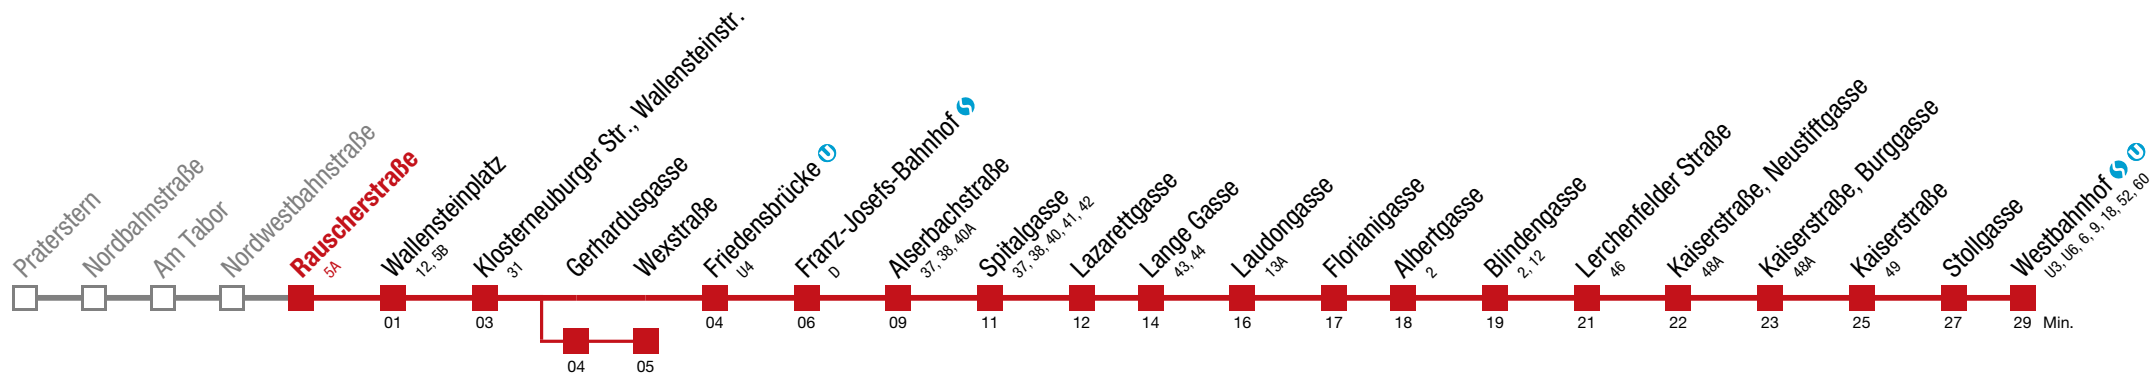 Praterstern
Nordbahnstraße
Am Tabor
Nordwestbahnstraße
Rauscherstraße
5A
Wallensteinplatz
12, 5B
Klosterneuburger Str., Wallensteinstr.
31
Gerhardusgasse
Wexstraße
Friedensbrücke U
U4
Franz-Josefs-Bahnhof S
D
Alserbachstraße
37, 38, 40A
Spitalgasse
37, 38, 40, 41, 42
Lazarettgasse
Lange Gasse
43, 44
Laudongasse
13A
Florianigasse
Albertgasse
2
Blindengasse
2, 12
Lerchenfelder Straße
46
Kaiserstraße, Neustiftgasse
48A
Kaiserstraße, Burggasse
48A
Kaiserstraße
49
Stollgasse
Westbahnhof S U
U3, U6, 6, 9, 18, 52, 60
01 03 04 06 09 11 12 14 16 17 18 19 21 22 23 25 27 29 Min.
04 05